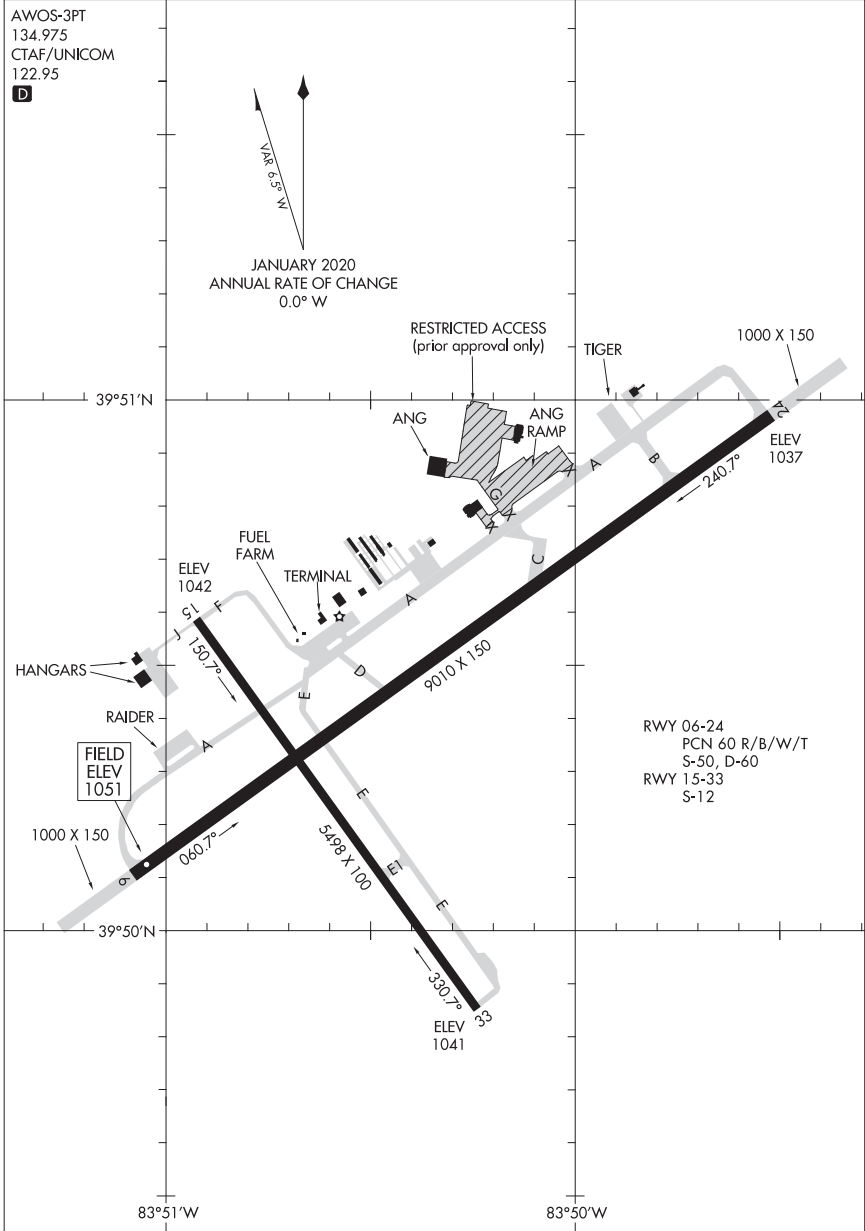 AWOS-3PT
134.975
CTAF/UNICOM
122.95
D
VAR 6.5° W
JANUARY 2020
ANNUAL RATE OF CHANGE
0.0° W
RESTRICTED ACCESS
(prior approval only)
TIGER
1000 X 150
39°51'N
ANG
ANG
RAMP
24
ELEV
1037
240.7°
A
B
X
G
X
X
C
FUEL
FARM
TERMINAL
ELEV
1042
15
F
J
150.7°
A
9010 X 150
HANGARS
D
E
RAIDER
A
FIELD
ELEV
1051
RWY 06-24
PCN 60 R/B/W/T
S-50, D-60
RWY 15-33
S-12
E
1000 X 150
060.7°
5498 X 100
6
E1
E
39°50'N
330.7°
33
ELEV
1041
83°51'W
83°50'W